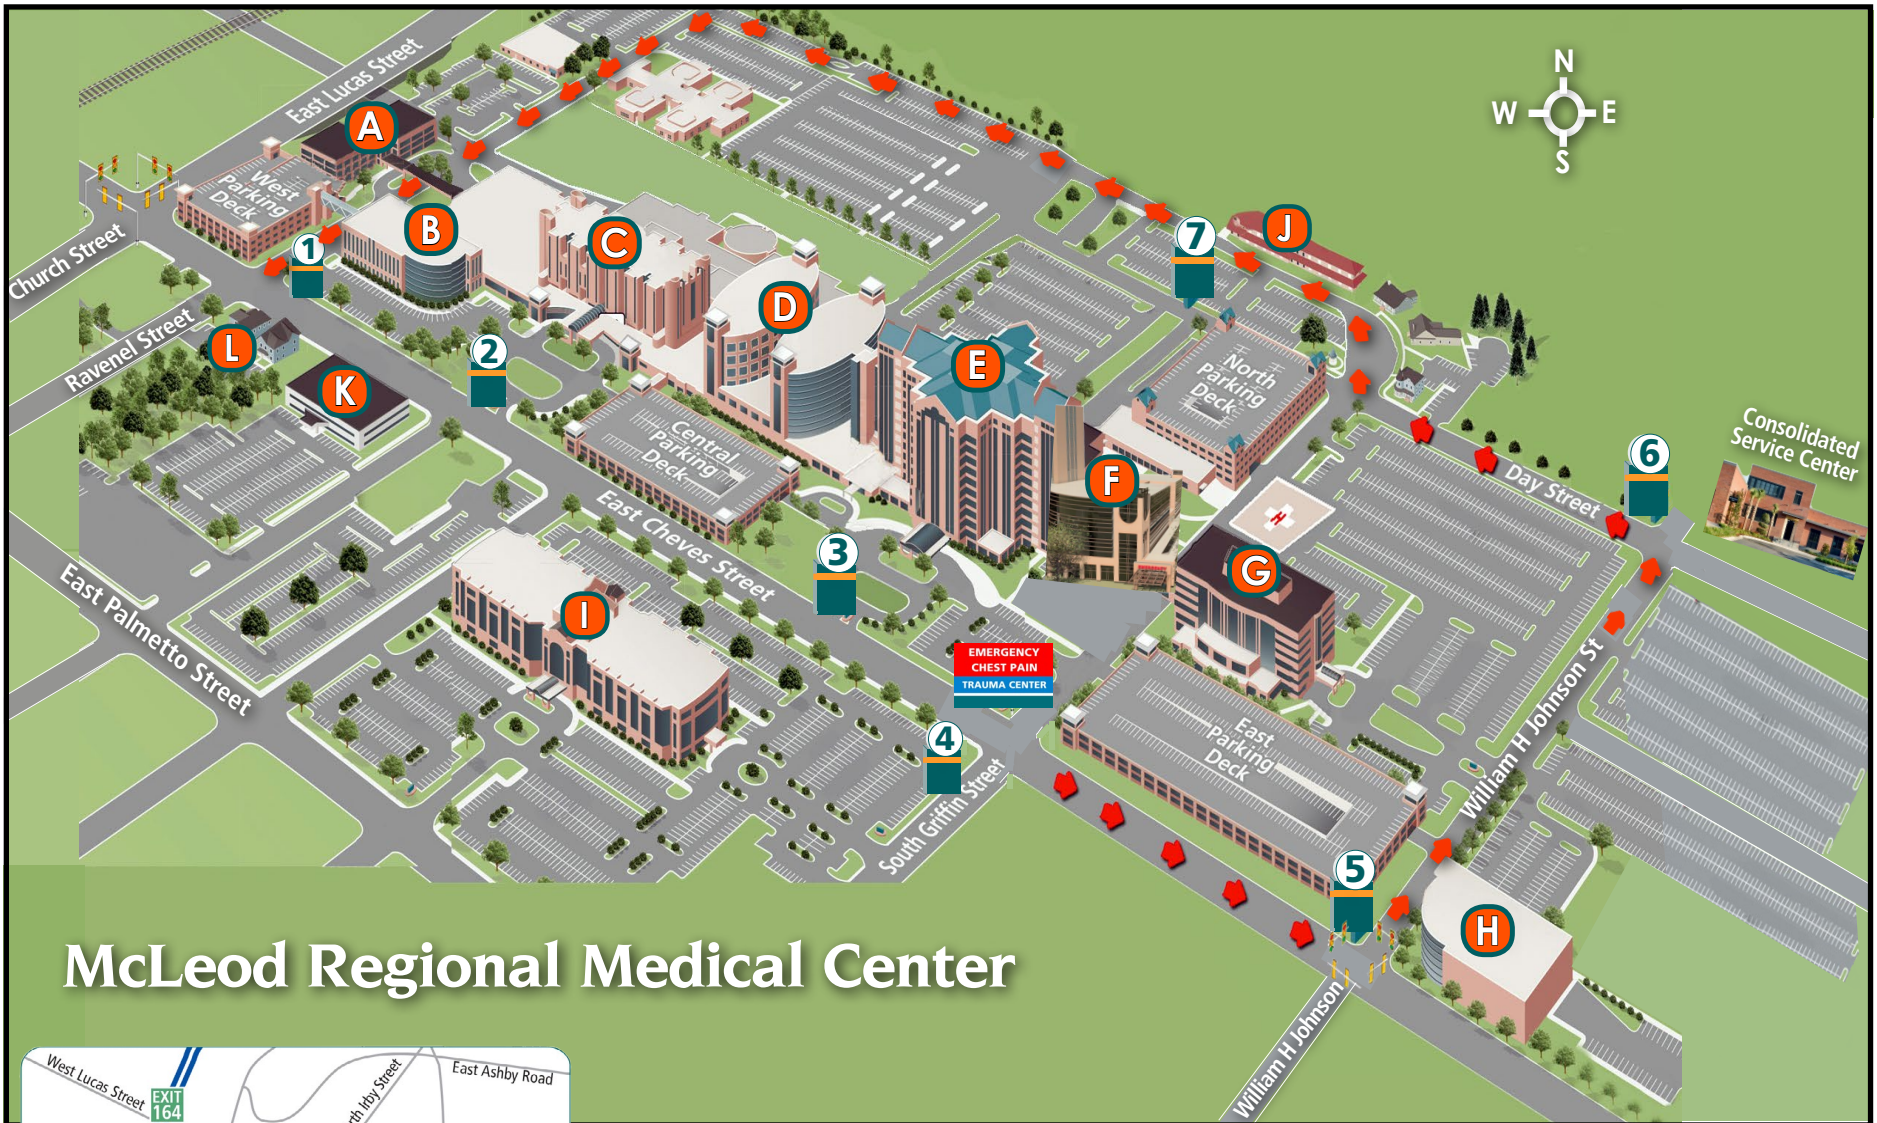 East Lucas Street
A
West
Parking
Deck
Church Street
Ravenel Street
1
B
C
D
2
L
K
Central
Parking
Deck
E
7
J
North
Parking
Deck
N
W E
S
F
H
G
6
Day Street
Consolidated
Service Center
East Cheves Street
3
I
East Palmetto Street
EMERGENCY
CHEST PAIN
TRAUMA CENTER
4
South Griffin Street
East
Parking
Deck
William H Johnson St
5
H
William H Johnson
McLeod Regional Medical Center
West Lucas Street
EXIT
164
rth Irby Street
East Ashby Road